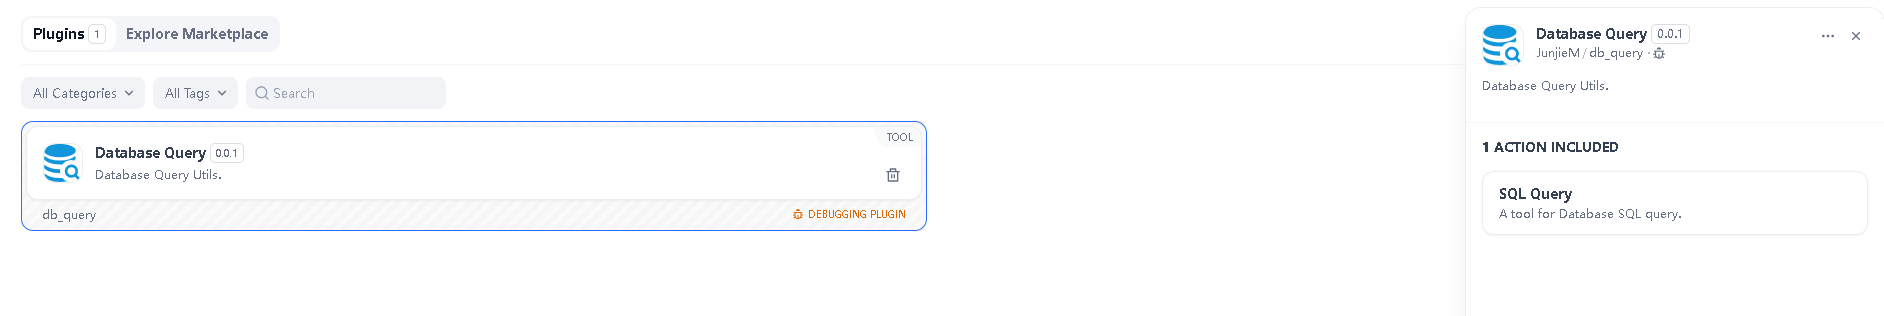 Plugins 1 Explore Marketplace
All Categories All Tags Search
TOOL
Database Query 0.0.1
Database Query Utils.
db_query DEBUGGING PLUGIN
Database Query 0.0.1
JunjieM / db_query ·
Database Query Utils.
1 ACTION INCLUDED
SQL Query
A tool for Database SQL query.